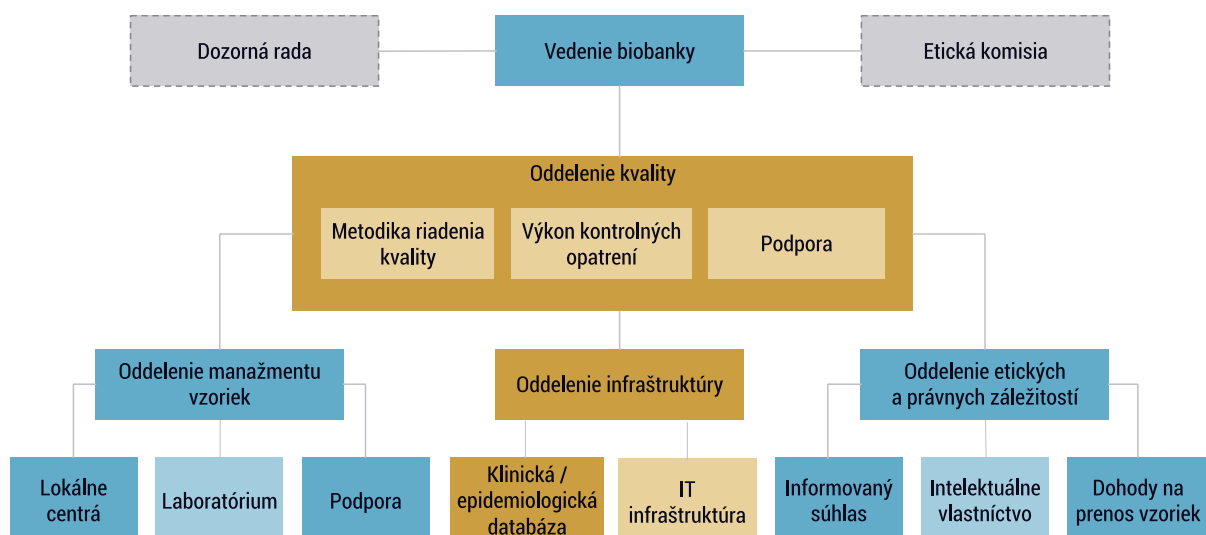 Dozorná rada
Vedenie biobanky
Etická komisia
Oddelenie kvality
Metodika riadenia
kvality
Výkon kontrolných
opatrení
Podpora
Oddelenie manažmentu
vzoriek
Oddelenie infraštruktúry
Oddelenie etických
a právnych záležitostí
Lokálne
centrá
Laboratórium
Podpora
Klinická /
epidemiologická
databáza
IT
infraštruktúra
Informovaný
súhlas
Intelektuálne
vlastníctvo
Dohody na
prenos vzoriek